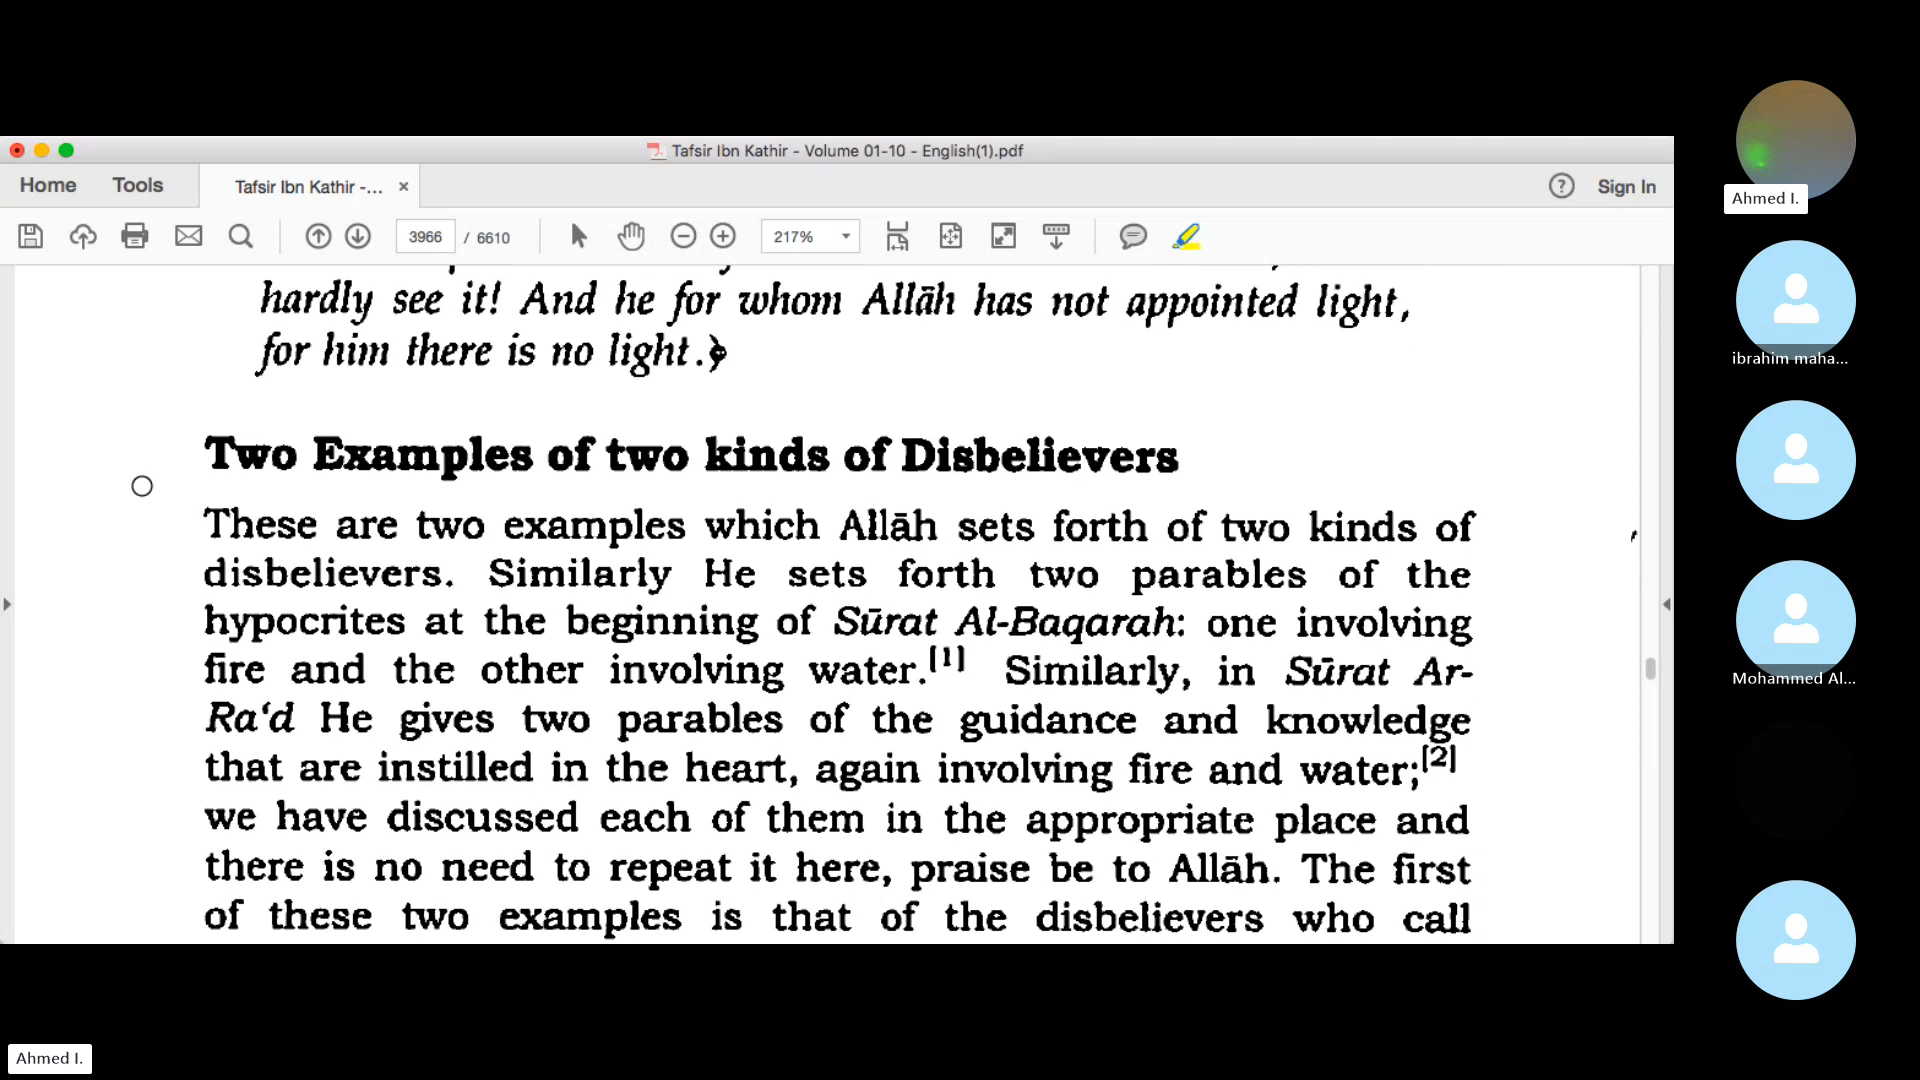 Tafsir Ibn Kathir - Volume 01-10 - English(1).pdf
Home Tools Tafsir Ibn Kathir -... × ? Sign In
3966 / 6610 217%
hardly see it! And he for whom Allāh has not appointed light,
for him there is no light.﴿
Two Examples of two kinds of Disbelievers
These are two examples which Allāh sets forth of two kinds of
disbelievers. Similarly He sets forth two parables of the
hypocrites at the beginning of Sūrat Al-Baqarah: one involving
fire and the other involving water.[1] Similarly, in Sūrat Ar-
Ra‘d He gives two parables of the guidance and knowledge
that are instilled in the heart, again involving fire and water;[2]
we have discussed each of them in the appropriate place and
there is no need to repeat it here, praise be to Allāh. The first
of these two examples is that of the disbelievers who call
Ahmed I.
ibrahim maha...
Mohammed Al...
Ahmed I.